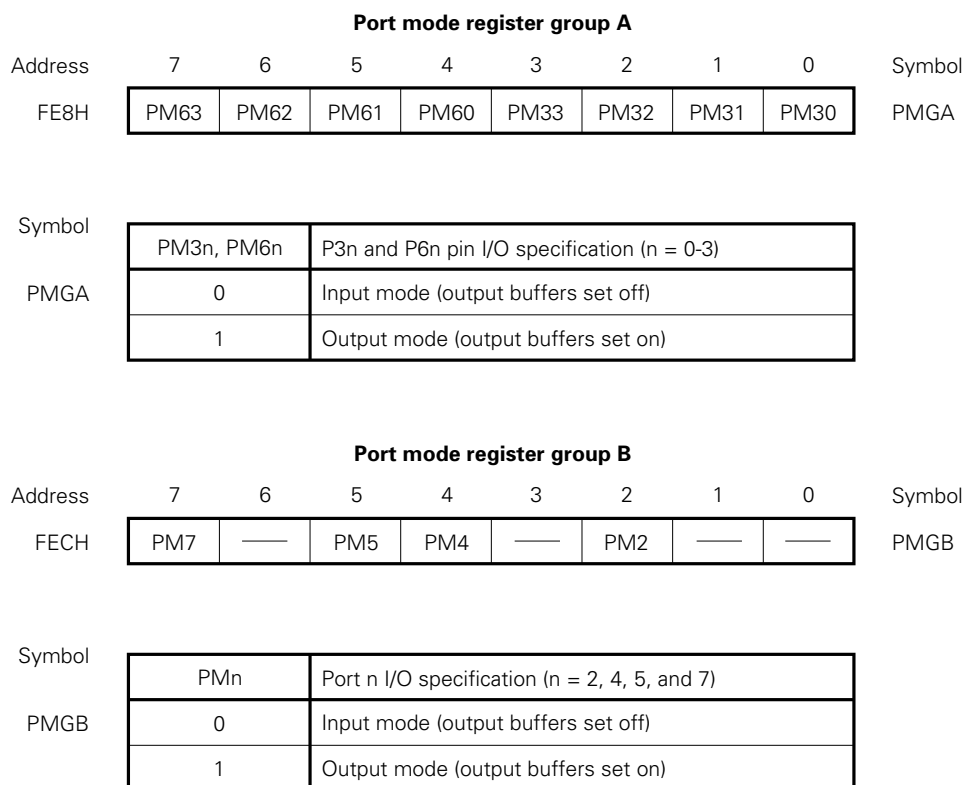 Port mode register group A
Address 7 6 5 4 3 2 1 0 Symbol
FE8H PM63 PM62 PM61 PM60 PM33 PM32 PM31 PM30 PMGA
Symbol
PM3n, PM6n P3n and P6n pin I/O specification (n = 0-3)
PMGA 0 Input mode (output buffers set off)
1 Output mode (output buffers set on)
Port mode register group B
Address 7 6 5 4 3 2 1 0 Symbol
FECH PM7 — PM5 PM4 — PM2 — — PMGB
Symbol
PMn Port n I/O specification (n = 2, 4, 5, and 7)
PMGB 0 Input mode (output buffers set off)
1 Output mode (output buffers set on)